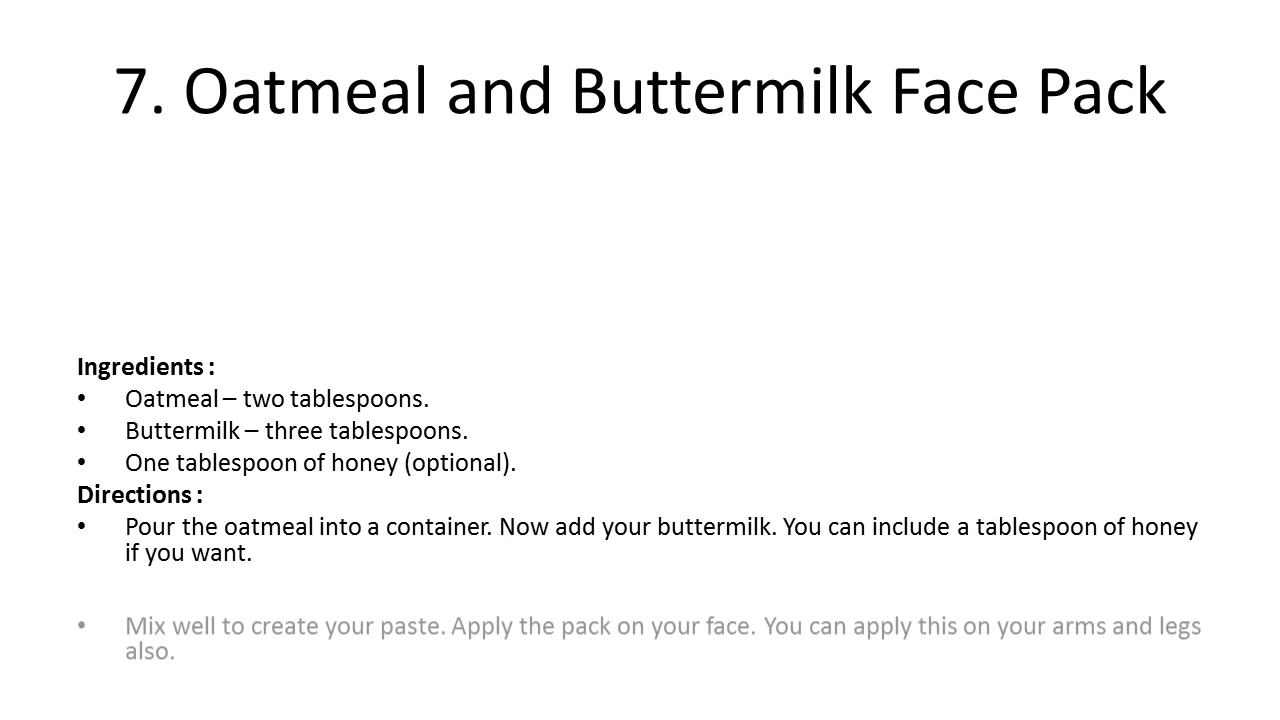 7. Oatmeal and Buttermilk Face Pack
Ingredients :
• Oatmeal – two tablespoons.
• Buttermilk – three tablespoons.
• One tablespoon of honey (optional).
Directions :
• Pour the oatmeal into a container. Now add your buttermilk. You can include a tablespoon of honey
if you want.
• Mix well to create your paste. Apply the pack on your face. You can apply this on your arms and legs
also.